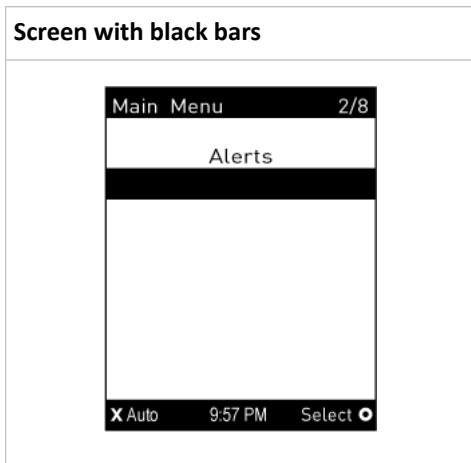 Screen with black bars
Main Menu 2/8
Alerts
X Auto 9:57 PM Select O